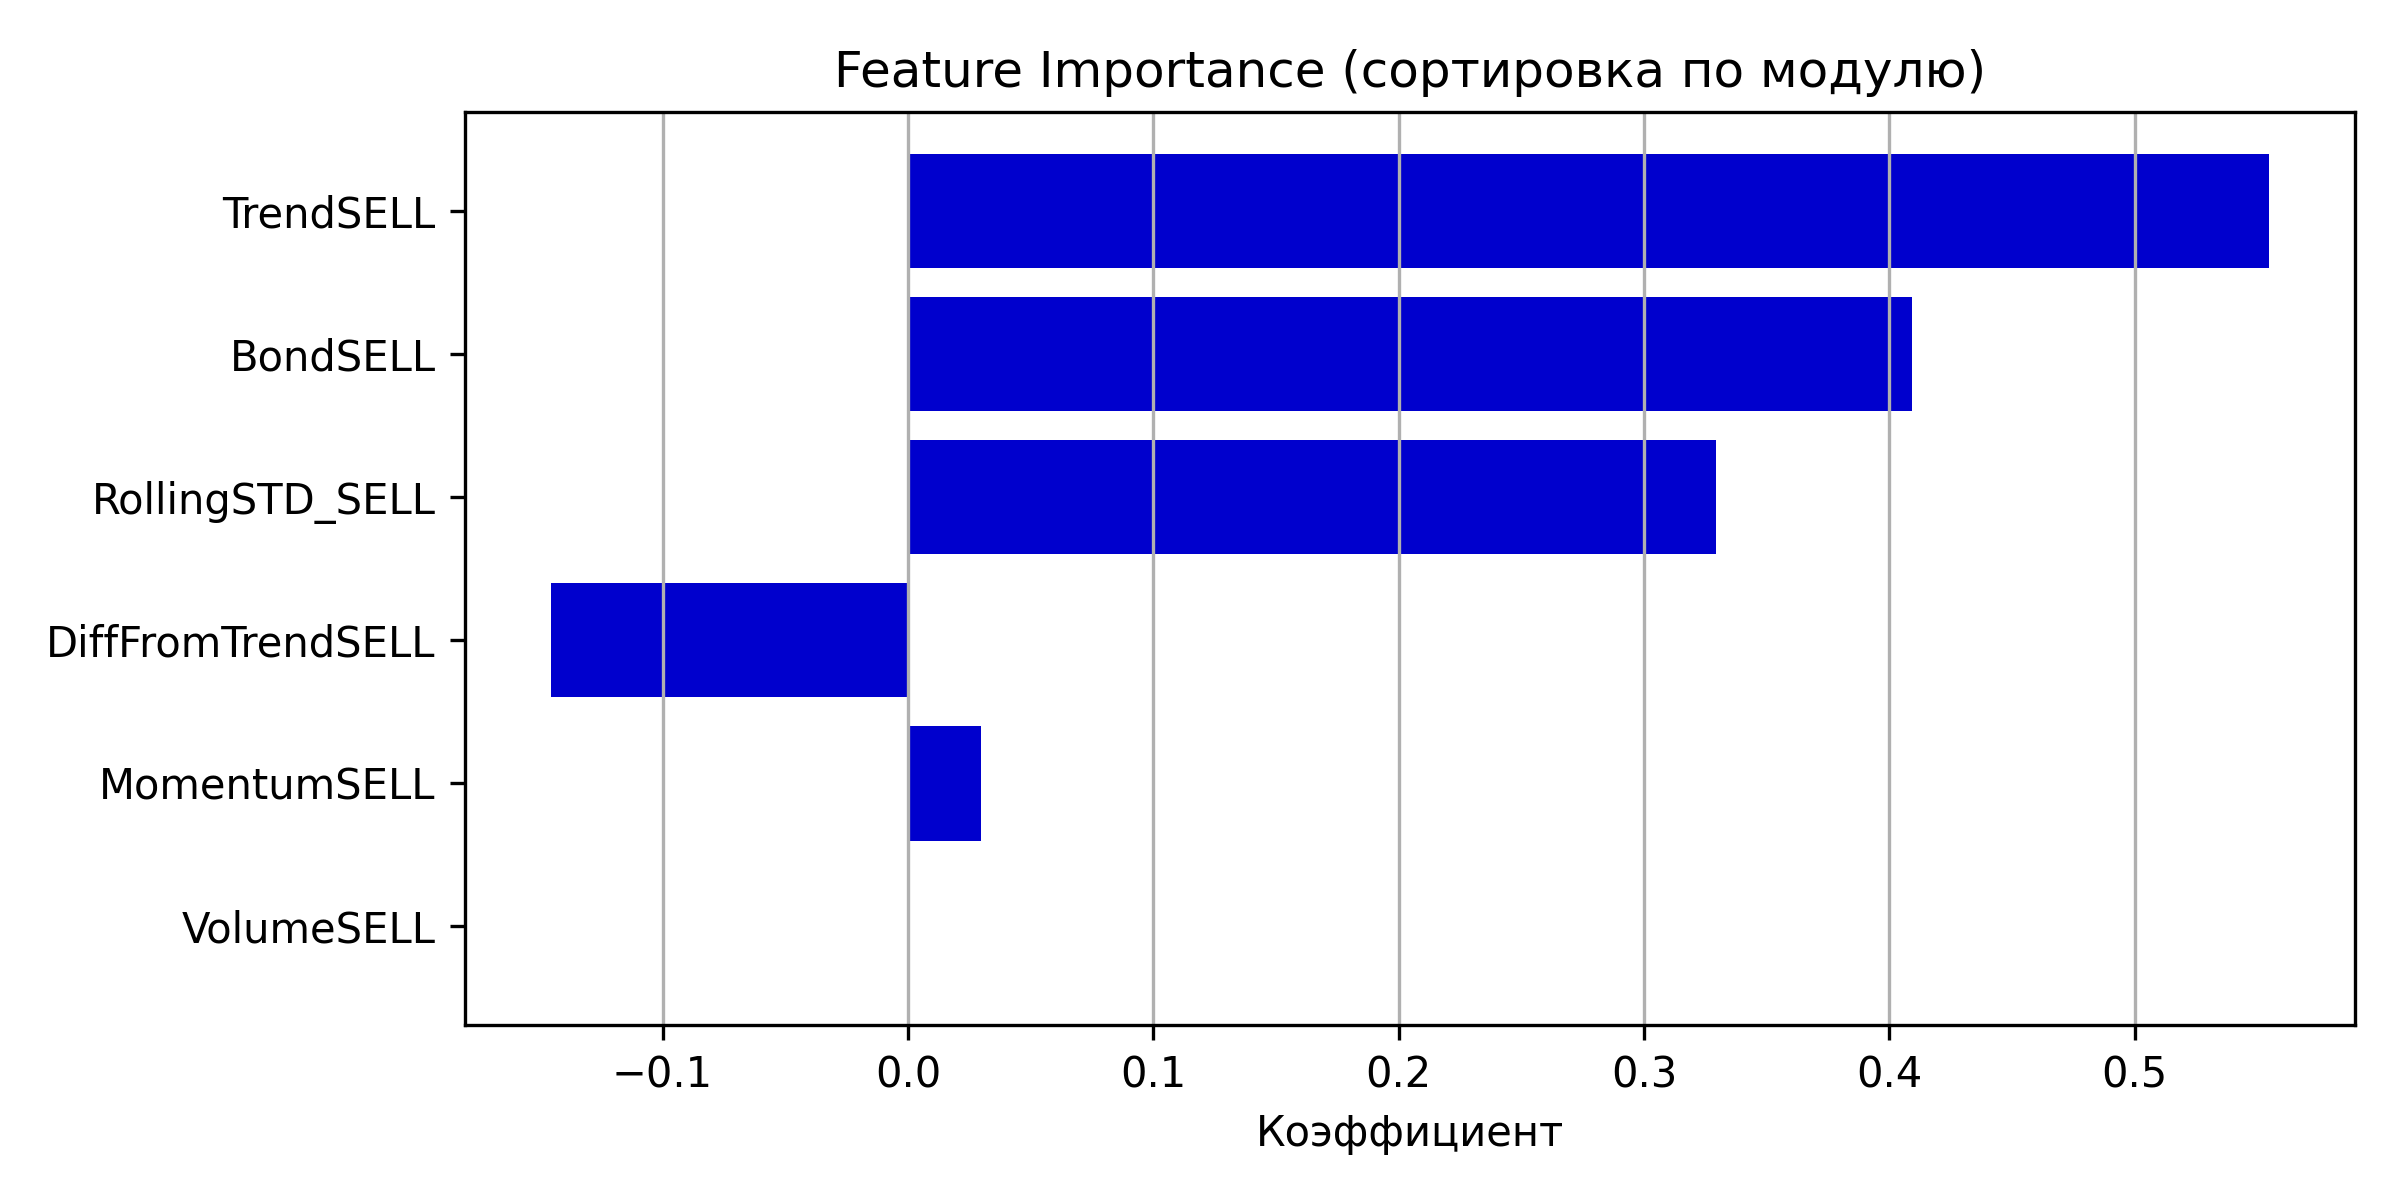 Feature Importance (сортировка по модулю)
TrendSELL
BondSELL
RollingSTD_SELL
DiffFromTrendSELL
MomentumSELL
VolumeSELL
−0.1 0.0 0.1 0.2 0.3 0.4 0.5
Коэффициент